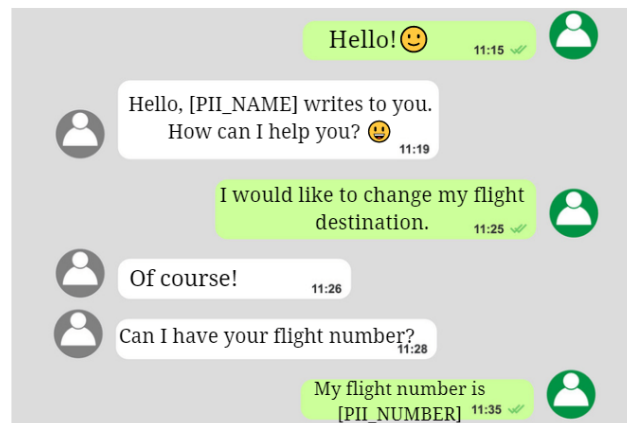 Hello!🙂
11:15
Hello, [PII_NAME] writes to you.
How can I help you? 😀
11:19
I would like to change my flight
destination.
11:25
Of course!
11:26
Can I have your flight number?
11:28
My flight number is
[PII_NUMBER] 11:35